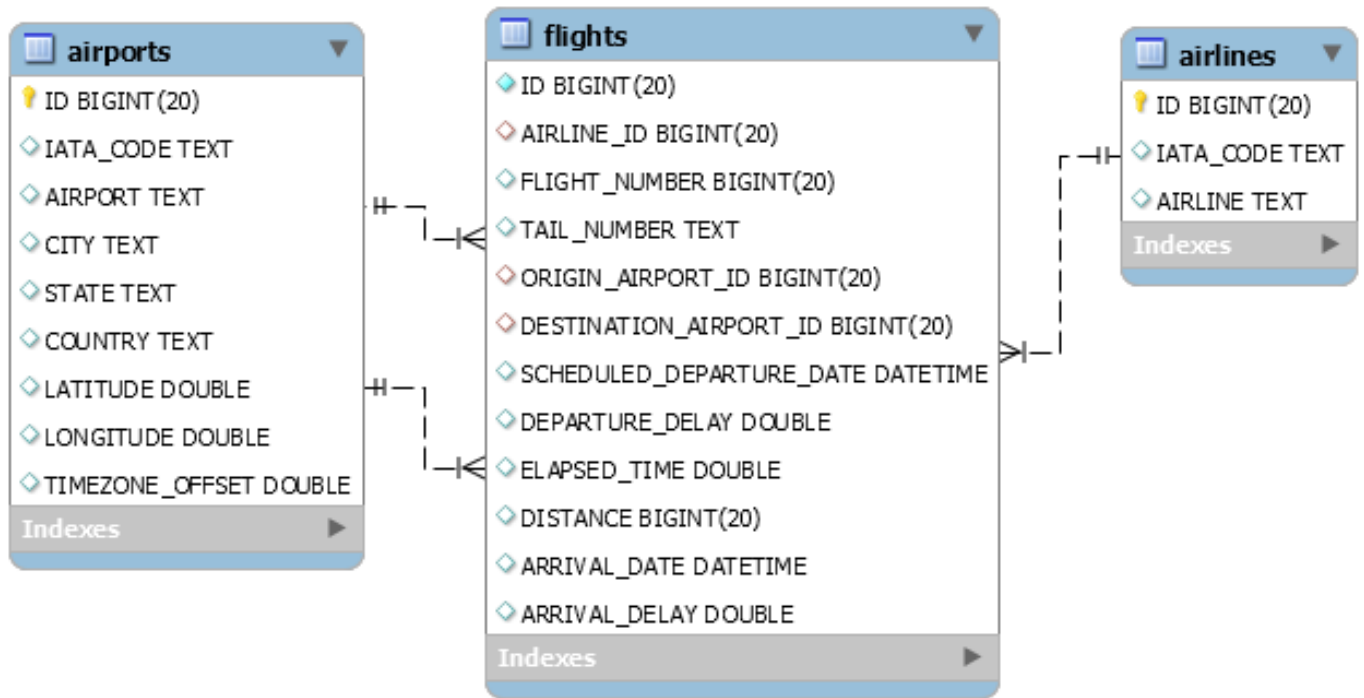 airports
ID BIGINT(20)
IATA_CODE TEXT
AIRPORT TEXT
CITY TEXT
STATE TEXT
COUNTRY TEXT
LATITUDE DOUBLE
LONGITUDE DOUBLE
TIMEZONE_OFFSET DOUBLE
Indexes
flights
ID BIGINT(20)
AIRLINE_ID BIGINT(20)
FLIGHT_NUMBER BIGINT(20)
TAIL_NUMBER TEXT
ORIGIN_AIRPORT_ID BIGINT(20)
DESTINATION_AIRPORT_ID BIGINT(20)
SCHEDULED_DEPARTURE_DATE DATETIME
DEPARTURE_DELAY DOUBLE
ELAPSED_TIME DOUBLE
DISTANCE BIGINT(20)
ARRIVAL_DATE DATETIME
ARRIVAL_DELAY DOUBLE
Indexes
airlines
ID BIGINT(20)
IATA_CODE TEXT
AIRLINE TEXT
Indexes